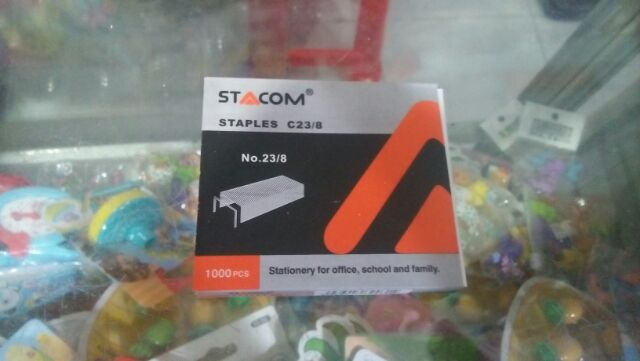 STACOM®
STAPLES C23/8
No.23/8
1000PCS
Stationery for office, school and family.